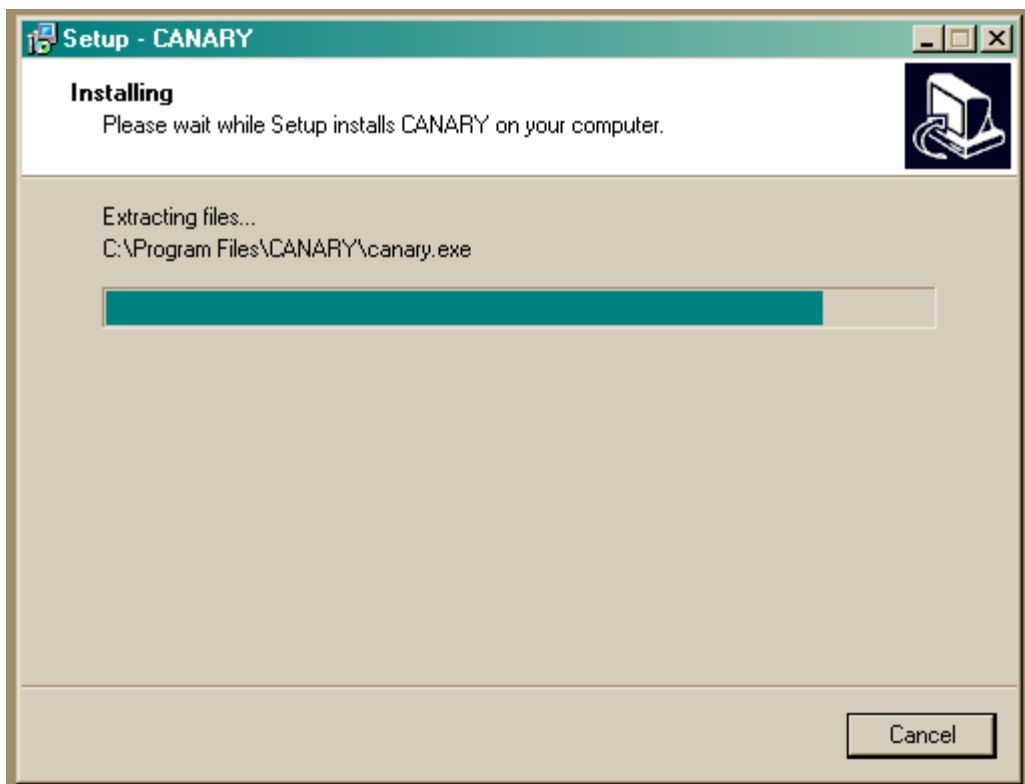 Setup - CANARY
Installing
Please wait while Setup installs CANARY on your computer.
Extracting files...
C:\Program Files\CANARY\canary.exe
Cancel